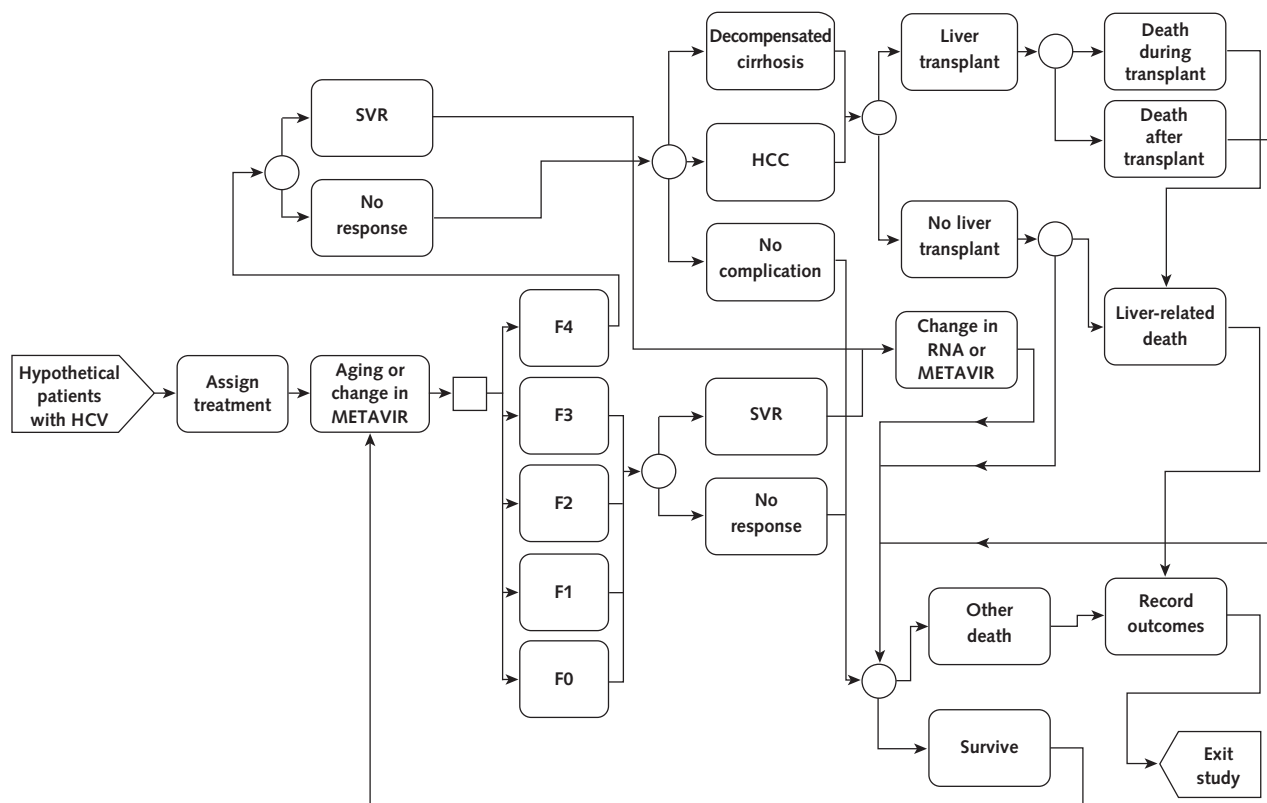 Decompensated
cirrhosis
Liver
transplant
Death
during
transplant
SVR
Death
after
transplant
HCC
No
response
No
complication
No liver
transplant
F4
Change in
RNA or
METAVIR
Liver-related
death
Hypothetical
patients
with HCV
Assign
treatment
Aging or
change in
METAVIR
F3
SVR
F2
No
response
F1
Other
death
Record
outcomes
F0
Survive
Exit
study